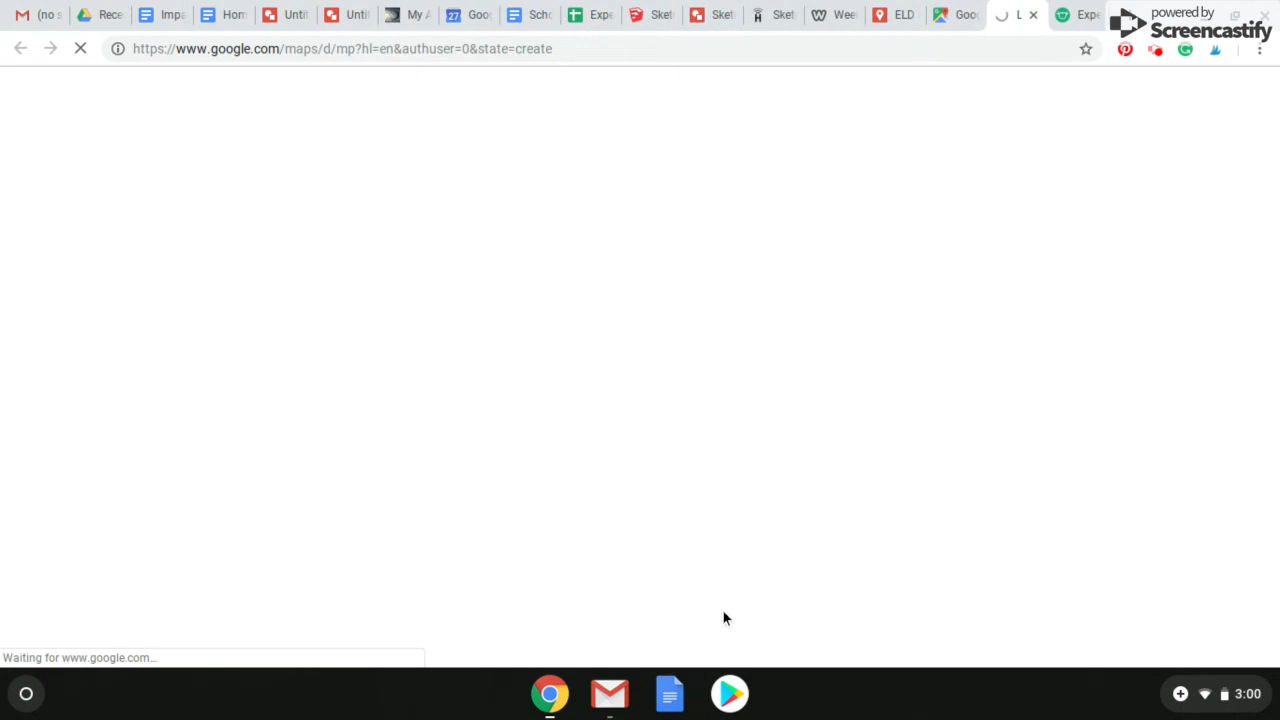 (no s Rece Impa Hom Unti Unti My A 27 Goog Scho Expe Sket Sket Sket Wee ELD Goo L Expe
powered by
Screencastify
https://www.google.com/maps/d/mp?hl=en&authuser=0&state=create
Waiting for www.google.com...
3:00